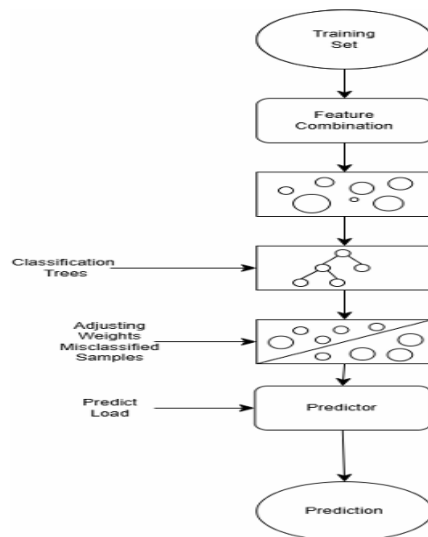 Training
Set
Feature
Combination
Classification
Trees
Adjusting
Weights
Misclassified
Samples
Predict
Load
Predictor
Prediction